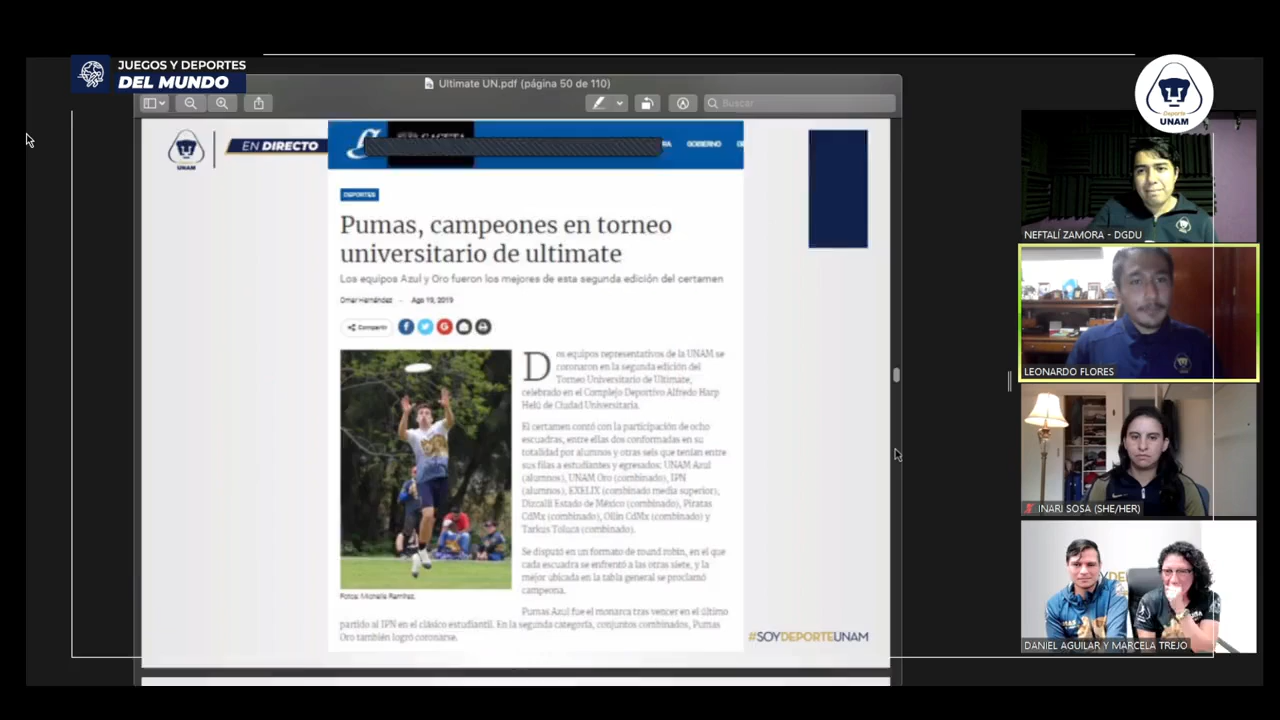 JUEGOS Y DEPORTES
DEL MUNDO
Ultimate UN.pdf (página 50 de 110)
Buscar
UNAM
EN DIRECTO
GACETA
RA GOBIERNO
DEPORTES
Pumas, campeones en torneo
universitario de ultimate
Los equipos Azul y Oro fueron los mejores de esta segunda edición del certamen
Omar Hernández - Ago 19, 2019
Compartir
Dos equipos representativos de la UNAM se
coronaron en la segunda edición del
Torneo Universitario de Ultimate,
celebrado en el Complejo Deportivo Alfredo Harp
Helú de Ciudad Universitaria.
El certamen contó con la participación de ocho
escuadras, entre ellas dos conformadas en su
totalidad por alumnos y otras seis que tenían entre
sus filas a estudiantes y egresados: UNAM Azul
(alumnos), UNAM Oro (combinado), IPN
(alumnos), EXELIX (combinado media superior),
Dizcalli Estado de México (combinado), Piratas
CdMx (combinado), Ollin CdMx (combinado) y
Tarkus Toluca (combinado).
Se disputó en un formato de round robin, en el que
cada escuadra se enfrentó a las otras siete, y la
mejor ubicada en la tabla general se proclamó
campeona.
Pumas Azul fue el monarca tras vencer en el último
partido al IPN en el clásico estudiantil. En la segunda categoría, conjuntos combinados, Pumas
Oro también logró coronarse.
Fotos: Michelle Ramírez.
#SOYDEPORTEUNAM
Deporte
UNAM
NEFTALÍ ZAMORA - DGDU
LEONARDO FLORES
INARI SOSA (SHE/HER)
DANIEL AGUILAR Y MARCELA TREJO